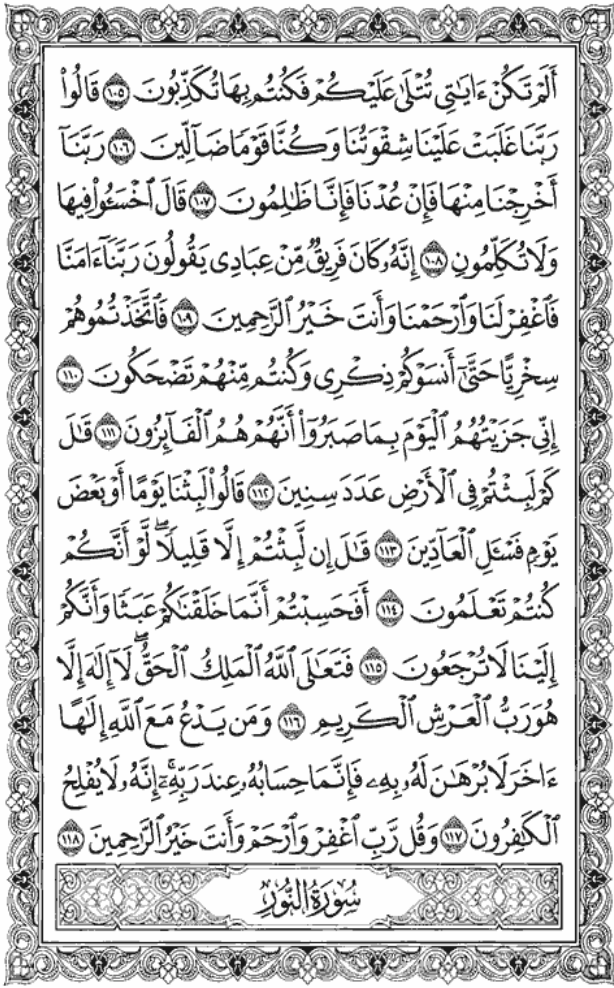 أَلَمْ تَكُنْ ءَايَٰتِى تُتْلَىٰ عَلَيْكُمْ فَكُنتُم بِهَا تُكَذِّبُونَ ١٠٥ قَالُوا۟
رَبَّنَا غَلَبَتْ عَلَيْنَا شِقْوَتُنَا وَكُنَّا قَوْمًا ضَآلِّينَ ١٠٦ رَبَّنَآ
أَخْرِجْنَا مِنْهَا فَإِنْ عُدْنَا فَإِنَّا ظَٰلِمُونَ ١٠٧ قَالَ ٱخْسَـُٔوا۟ فِيهَا
وَلَا تُكَلِّمُونِ ١٠٨ إِنَّهُۥ كَانَ فَرِيقٌ مِّنْ عِبَادِى يَقُولُونَ رَبَّنَآ ءَامَنَّا
فَٱغْفِرْ لَنَا وَٱرْحَمْنَا وَأَنتَ خَيْرُ ٱلرَّٰحِمِينَ ١٠٩ فَٱتَّخَذْتُمُوهُمْ
سِخْرِيًّا حَتَّىٰٓ أَنسَوْكُمْ ذِكْرِى وَكُنتُم مِّنْهُمْ تَضْحَكُونَ ١١٠
إِنِّى جَزَيْتُهُمُ ٱلْيَوْمَ بِمَا صَبَرُوٓا۟ أَنَّهُمْ هُمُ ٱلْفَآئِزُونَ ١١١ قَٰلَ
كَمْ لَبِثْتُمْ فِى ٱلْأَرْضِ عَدَدَ سِنِينَ ١١٢ قَالُوا۟ لَبِثْنَا يَوْمًا أَوْ بَعْضَ
يَوْمٍ فَسْـَٔلِ ٱلْعَآدِّينَ ١١٣ قَٰلَ إِن لَّبِثْتُمْ إِلَّا قَلِيلًا ۖ لَّوْ أَنَّكُمْ
كُنتُمْ تَعْلَمُونَ ١١٤ أَفَحَسِبْتُمْ أَنَّمَا خَلَقْنَٰكُمْ عَبَثًا وَأَنَّكُمْ
إِلَيْنَا لَا تُرْجَعُونَ ١١٥ فَتَعَٰلَى ٱللَّهُ ٱلْمَلِكُ ٱلْحَقُّ ۖ لَآ إِلَٰهَ إِلَّا
هُوَ رَبُّ ٱلْعَرْشِ ٱلْكَرِيمِ ١١٦ وَمَن يَدْعُ مَعَ ٱللَّهِ إِلَٰهًا
ءَاخَرَ لَا بُرْهَٰنَ لَهُۥ بِهِۦ فَإِنَّمَا حِسَابُهُۥ عِندَ رَبِّهِۦٓ ۚ إِنَّهُۥ لَا يُفْلِحُ
ٱلْكَٰفِرُونَ ١١٧ وَقُل رَّبِّ ٱغْفِرْ وَٱرْحَمْ وَأَنتَ خَيْرُ ٱلرَّٰحِمِينَ ١١٨
سُورَةُ النُّورِ